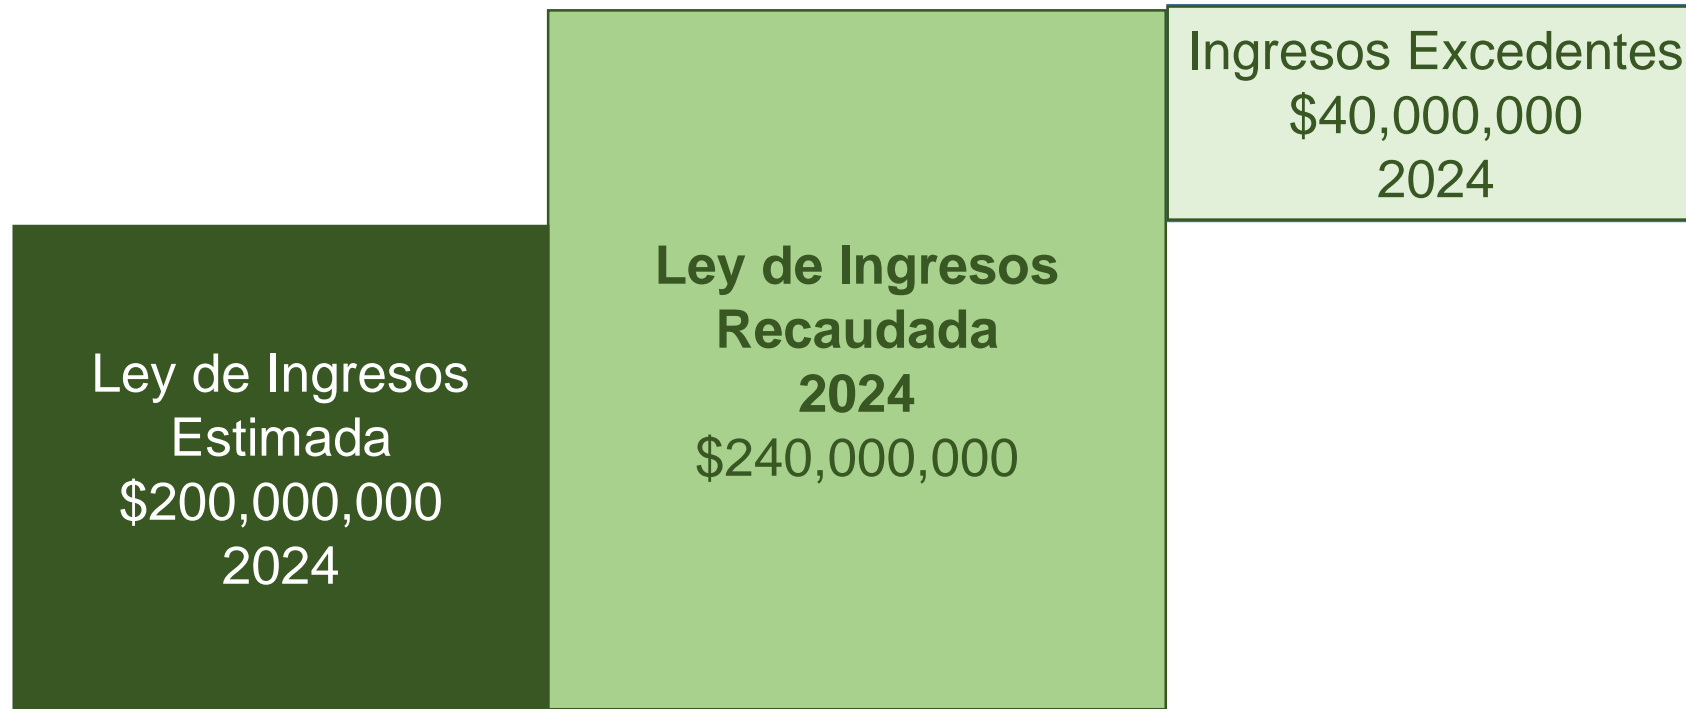 Ley de Ingresos
Estimada
$200,000,000
2024
Ley de Ingresos
Recaudada
2024
$240,000,000
Ingresos Excedentes
$40,000,000
2024